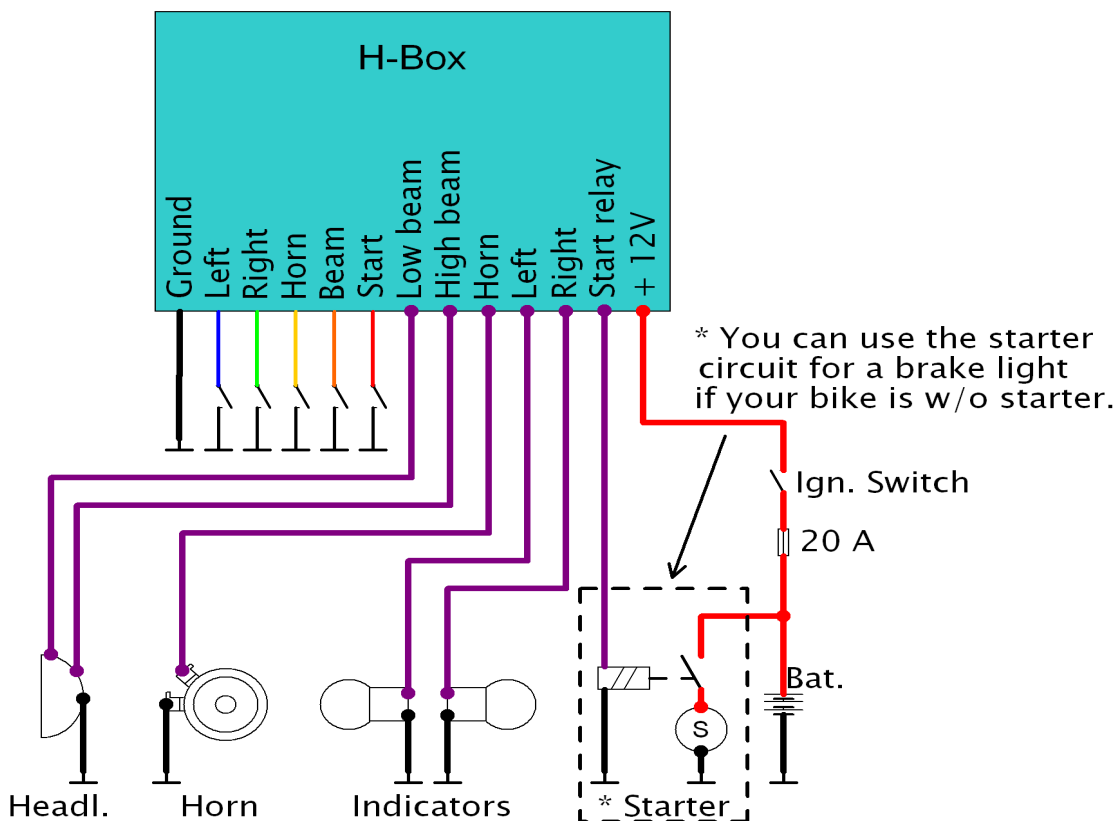 H-Box
Ground
Left
Right
Horn
Beam
Start
Low beam
High beam
Horn
Left
Right
Start relay
+ 12V
* You can use the starter
circuit for a brake light
if your bike is w/o starter.
Ign. Switch
20 A
Bat.
S
Headl.
Horn
Indicators
* Starter